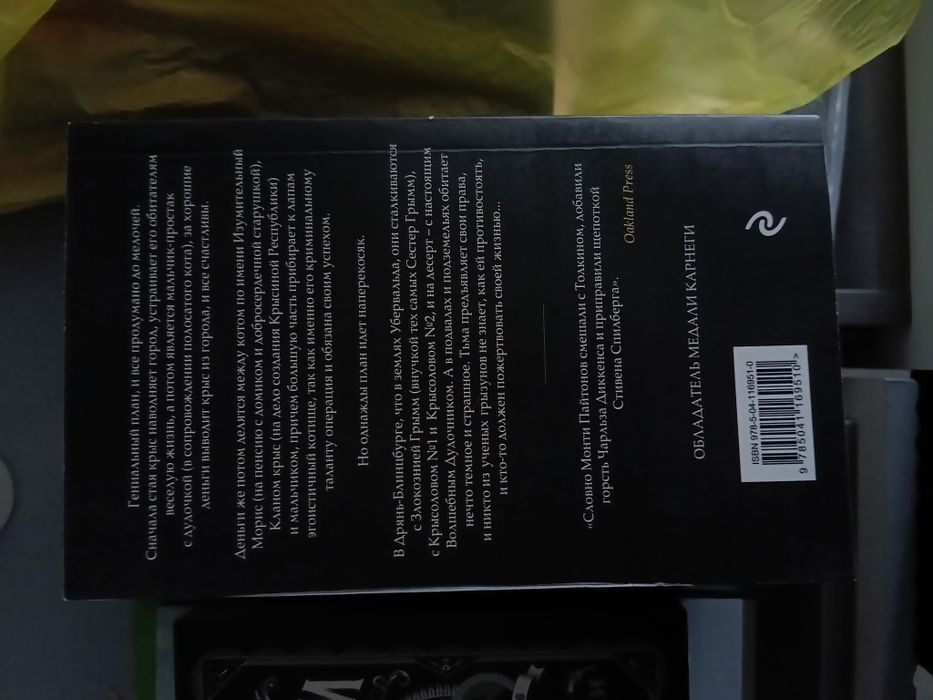 Гениальный план, и все продумано до мелочей.
Сначала стая крыс наводняет город, устраивает его обитателям
веселую жизнь, а потом является мальчик-простак
с дудочкой (в сопровождении полосатого кота), за хорошие
деньги выводит крыс из города, и все счастливы.
Деньги же потом делятся между котом по имени Изумительный
Морис (на пенсию с домиком и добросердечной старушкой),
Кланом крыс (на дело создания Крысиной Республики)
и мальчиком, причем большую часть прибирает к лапам
эгоистичный котище, так как именно его криминальному
таланту операция и обязана своим успехом.
Но однажды план идет наперекосяк.
В Дрянь-Блинцбурге, что в землях Убервальда, они сталкиваются
с Злокозnией Грымм (внучкой тех самых Сестер Грымм),
с Крысоловом №1 и Крысоловом №2, и на десерт – с настоящим
Волшебным Дудочником. А в подвалах и подземельях обитает
нечто темное и страшное. Тьма предъявляет свои права,
и никто из ученых грызунов не знает, как ей противостоять,
и кто-то должен пожертвовать своей жизнью...
«Словно Монти Пайтонов смешали с Толкином, добавили
горсть Чарльза Диккенса и приправили щепоткой
Стивена Спилберга».
Oakland Press
ОБЛАДАТЕЛЬ МЕДАЛИ КАРНЕГИ
ISBN 978-5-04-116951-0
9 785041 169510 >